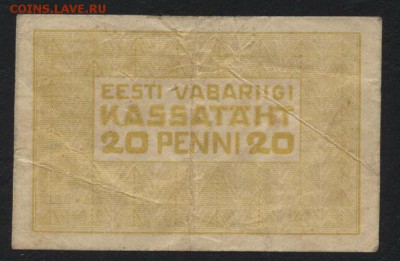 COINS.LAVE.RU
EESTI VABARIIGI
KASSATÄHT
20 PENNI 20